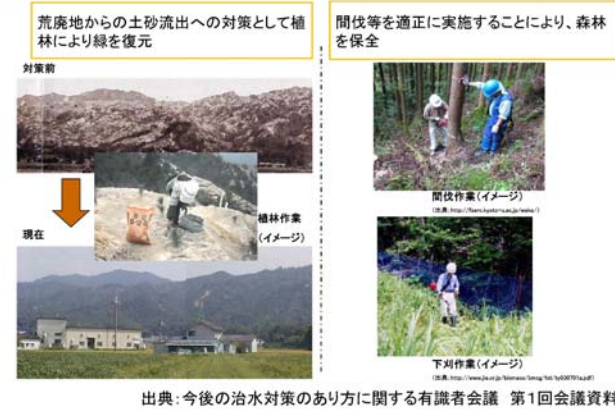 荒廃地からの土砂流出への対策として植
林により緑を復元
対策前
植林作業
(イメージ)
現在
間伐等を適正に実施することにより、森林
を保全
間伐作業(イメージ)
下刈作業(イメージ)
出典:今後の治水対策のあり方に関する有識者会議 第1回会議資料